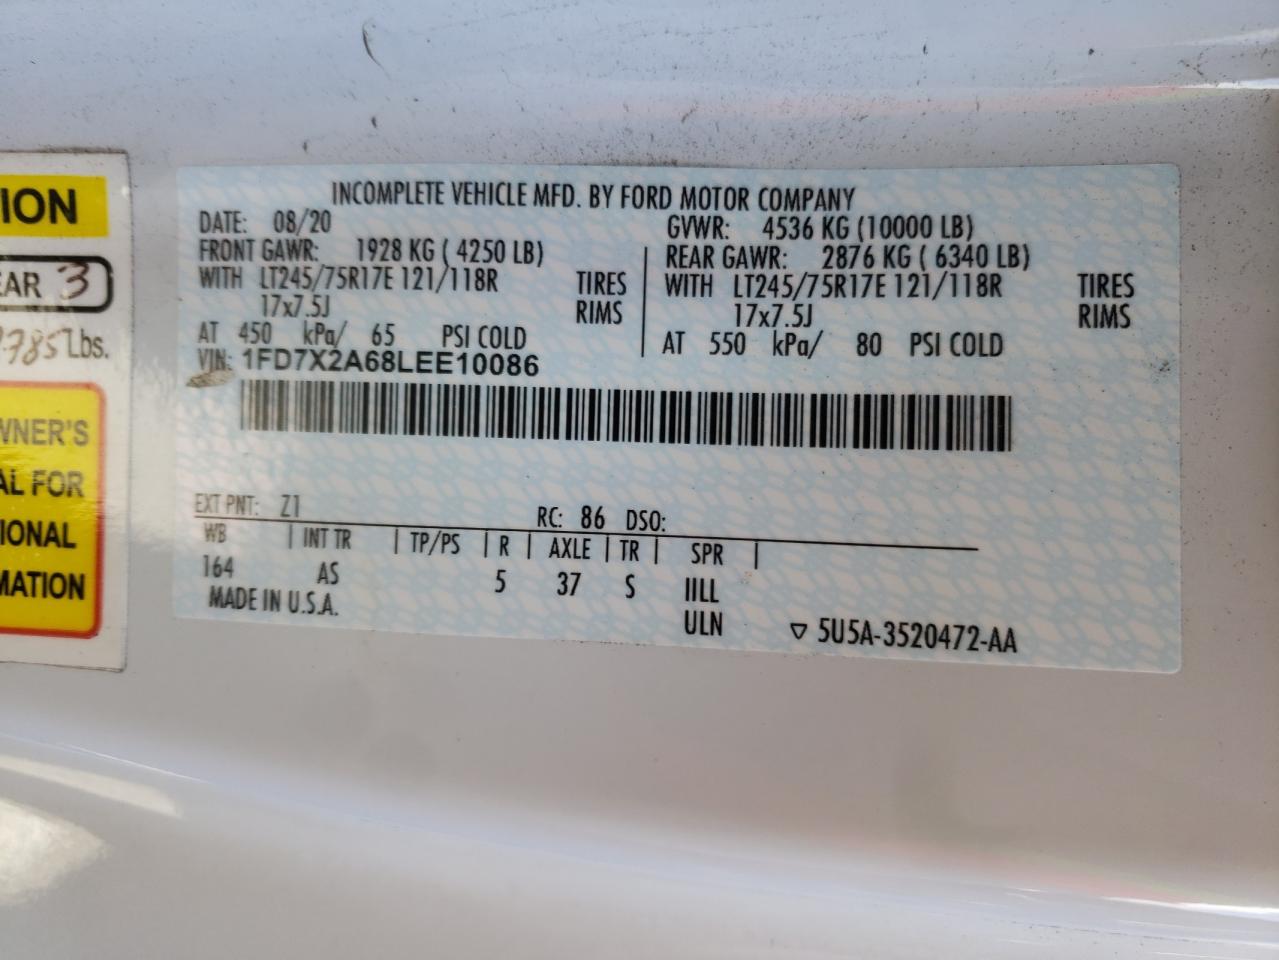 ION
EAR 3
785 Lbs.
WNER'S
AL FOR
IONAL
MATION
INCOMPLETE VEHICLE MFD. BY FORD MOTOR COMPANY
DATE: 08/20 GVWR: 4536 KG (10000 LB)
FRONT GAWR: 1928 KG ( 4250 LB) REAR GAWR: 2876 KG ( 6340 LB)
WITH LT245/75R17E 121/118R TIRES WITH LT245/75R17E 121/118R TIRES
17x7.5J RIMS 17x7.5J RIMS
AT 450 kPa/ 65 PSI COLD AT 550 kPa/ 80 PSI COLD
VIN: 1FD7X2A68LEE10086
EXT PNT: Z1 RC: 86 DSO:
WB | INT TR | TP/PS | R | AXLE | TR | SPR |
164 AS 5 37 S IILL
MADE IN U.S.A. ULN ▽ 5U5A-3520472-AA